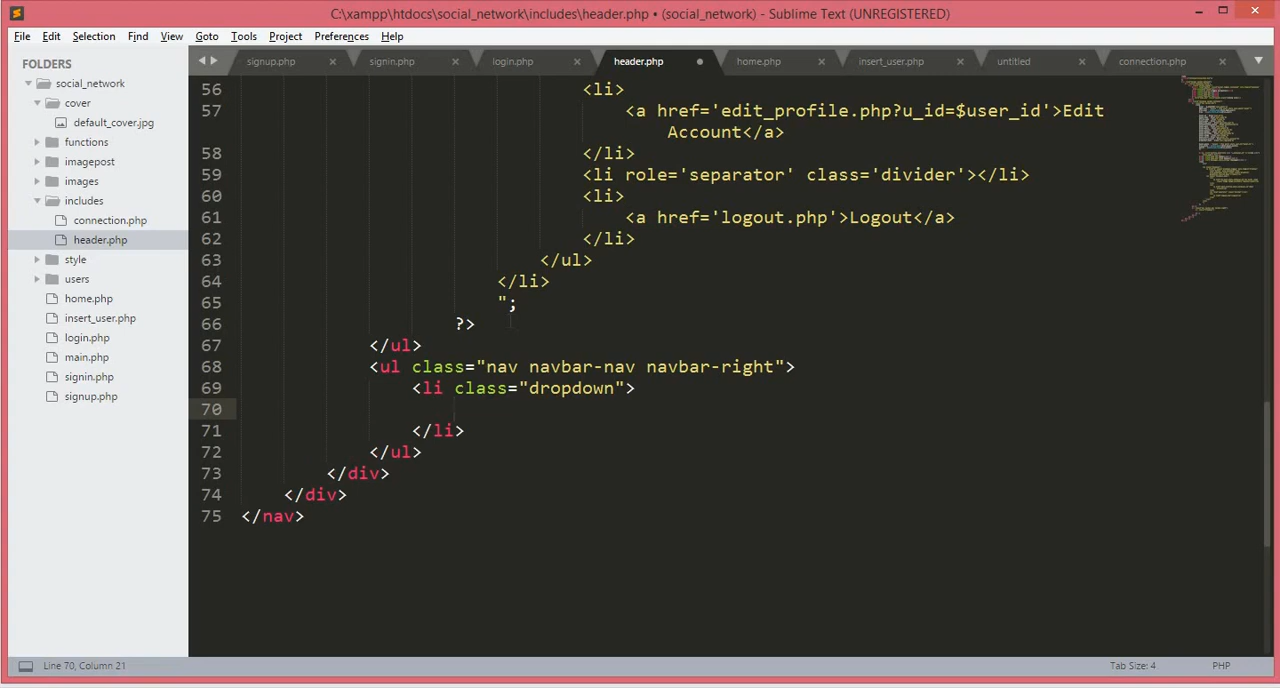 C:\xampp\htdocs\social_network\includes\header.php • (social_network) - Sublime Text (UNREGISTERED)
File Edit Selection Find View Goto Tools Project Preferences Help
FOLDERS
social_network
cover
default_cover.jpg
functions
imagepost
images
includes
connection.php
header.php
style
users
home.php
insert_user.php
login.php
main.php
signin.php
signup.php
signup.php signin.php login.php header.php home.php insert_user.php untitled connection.php
56 <li>
57 <a href='edit_profile.php?u_id=$user_id'>Edit
Account</a>
58 </li>
59 <li role='separator' class='divider'></li>
60 <li>
61 <a href='logout.php'>Logout</a>
62 </li>
63 </ul>
64 </li>
65 ";
66 ?>
67 </ul>
68 <ul class="nav navbar-nav navbar-right">
69 <li class="dropdown">
70
71 </li>
72 </ul>
73 </div>
74 </div>
75 </nav>
Line 70, Column 21 Tab Size: 4 PHP